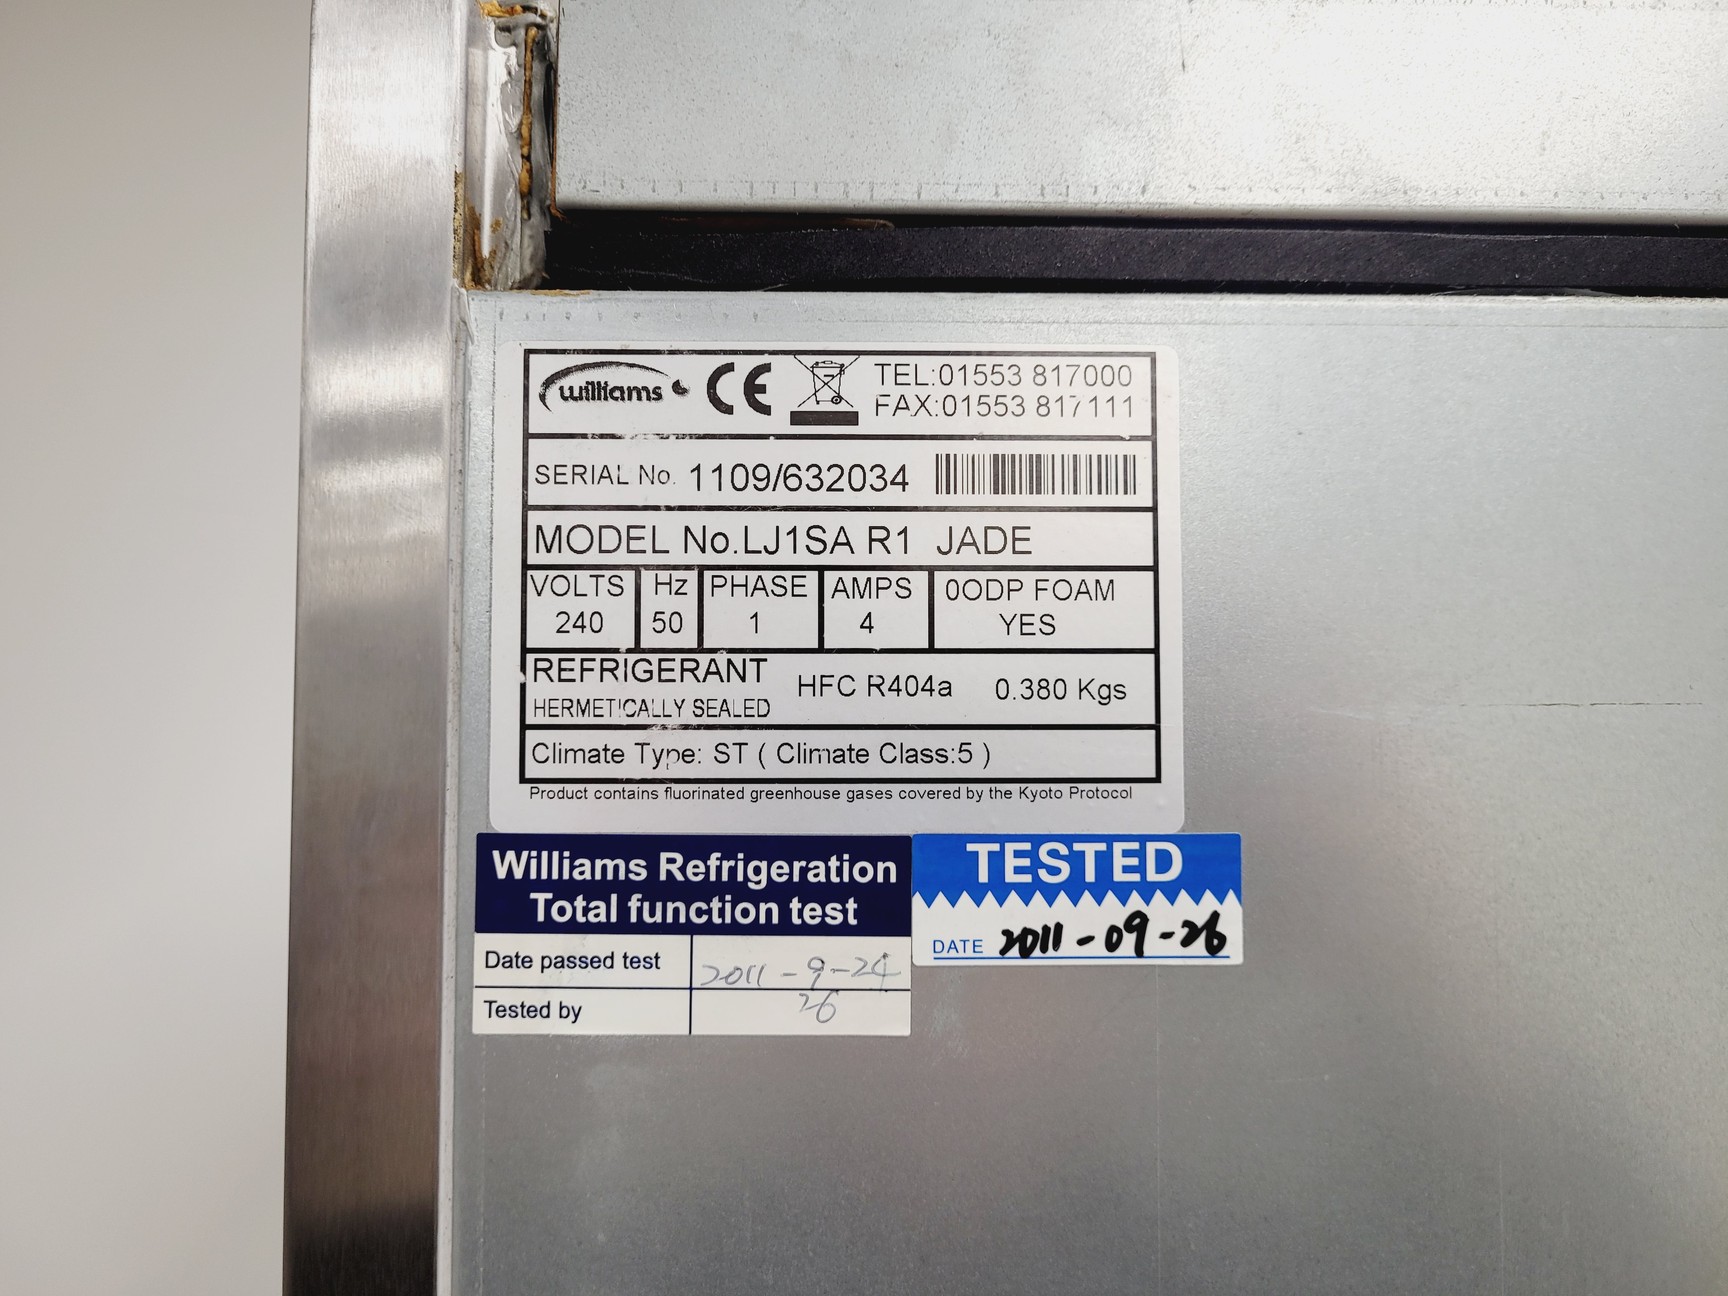 williams CE TEL:01553 817000
FAX:01553 817111
SERIAL No. 1109/632034
MODEL No.LJ1SA R1 JADE
VOLTS Hz PHASE AMPS 0ODP FOAM
240 50 1 4 YES
REFRIGERANT HFC R404a 0.380 Kgs
HERMETICALLY SEALED
Climate Type: ST ( Climate Class:5 )
Product contains fluorinated greenhouse gases covered by the Kyoto Protocol
Williams Refrigeration
Total function test
Date passed test 2011-9-24
Tested by 26
TESTED
DATE 2011-09-26